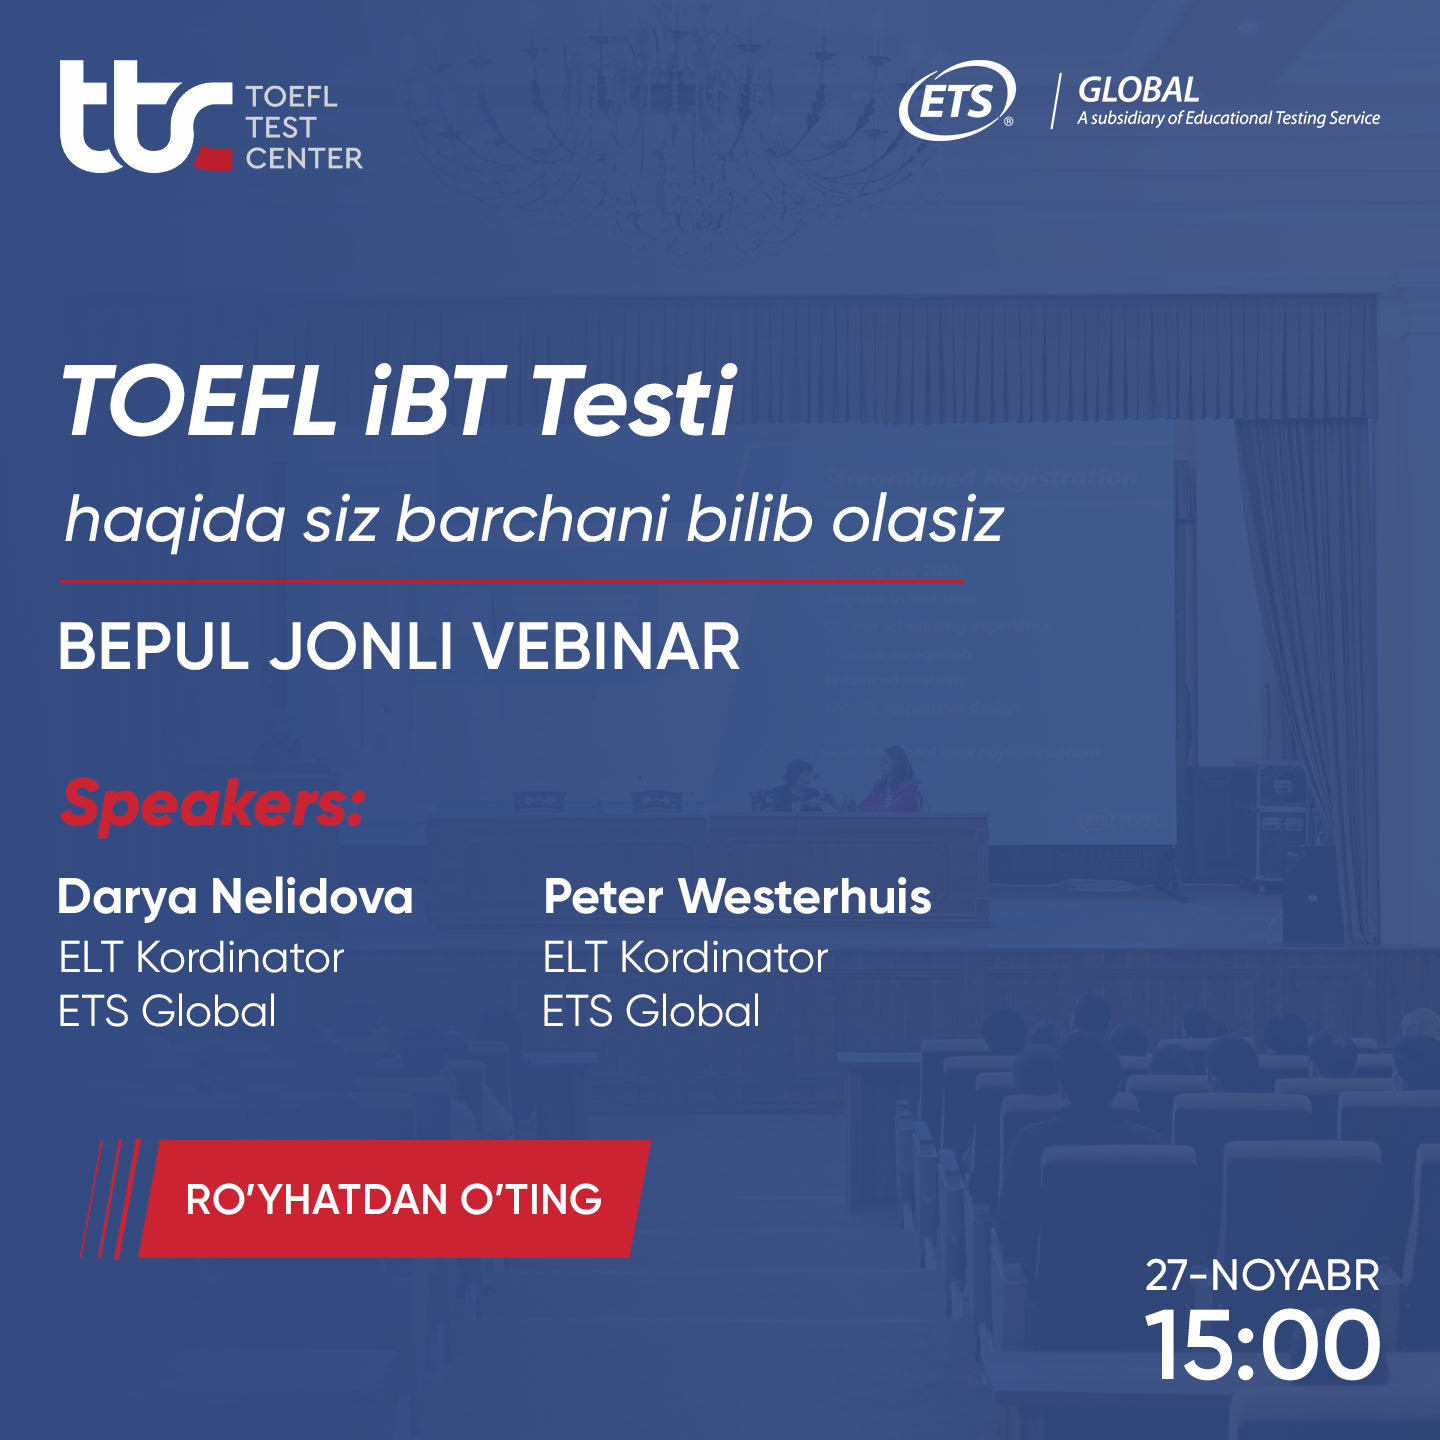 ttc TOEFL
TEST
CENTER
ETS® GLOBAL
A subsidiary of Educational Testing Service
TOEFL iBT Testi
haqida siz barchani bilib olasiz
BEPUL JONLI VEBINAR
Streamlined Registration
Speakers:
Darya Nelidova
ELT Kordinator
ETS Global
Peter Westerhuis
ELT Kordinator
ETS Global
RO’YHATDAN O’TING
27-NOYABR
15:00